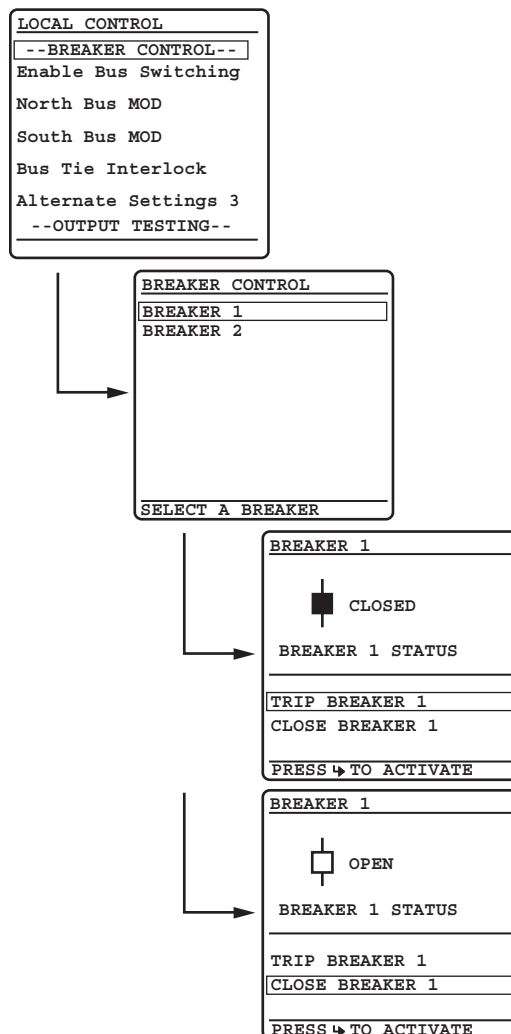 LOCAL CONTROL
--BREAKER CONTROL--
Enable Bus Switching
North Bus MOD
South Bus MOD
Bus Tie Interlock
Alternate Settings 3
--OUTPUT TESTING--
BREAKER CONTROL
BREAKER 1
BREAKER 2
SELECT A BREAKER
BREAKER 1
CLOSED
BREAKER 1 STATUS
TRIP BREAKER 1
CLOSE BREAKER 1
PRESS ↳ TO ACTIVATE
BREAKER 1
OPEN
BREAKER 1 STATUS
TRIP BREAKER 1
CLOSE BREAKER 1
PRESS ↳ TO ACTIVATE